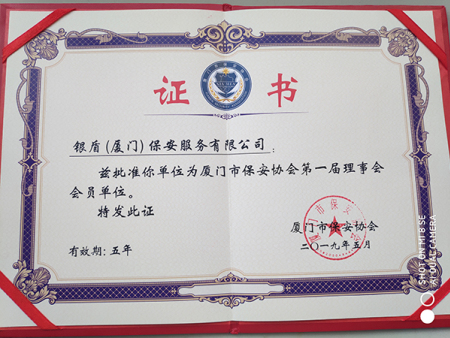 证书
银盾(厦门)保安服务有限公司:
兹批准你单位为厦门市保安协会第一届理事会
会员单位。
特发此证
厦门市保安协会
二〇一九年五月
有效期:五年
SHOT ON MI 8 SE
AI DUAL CAMERA